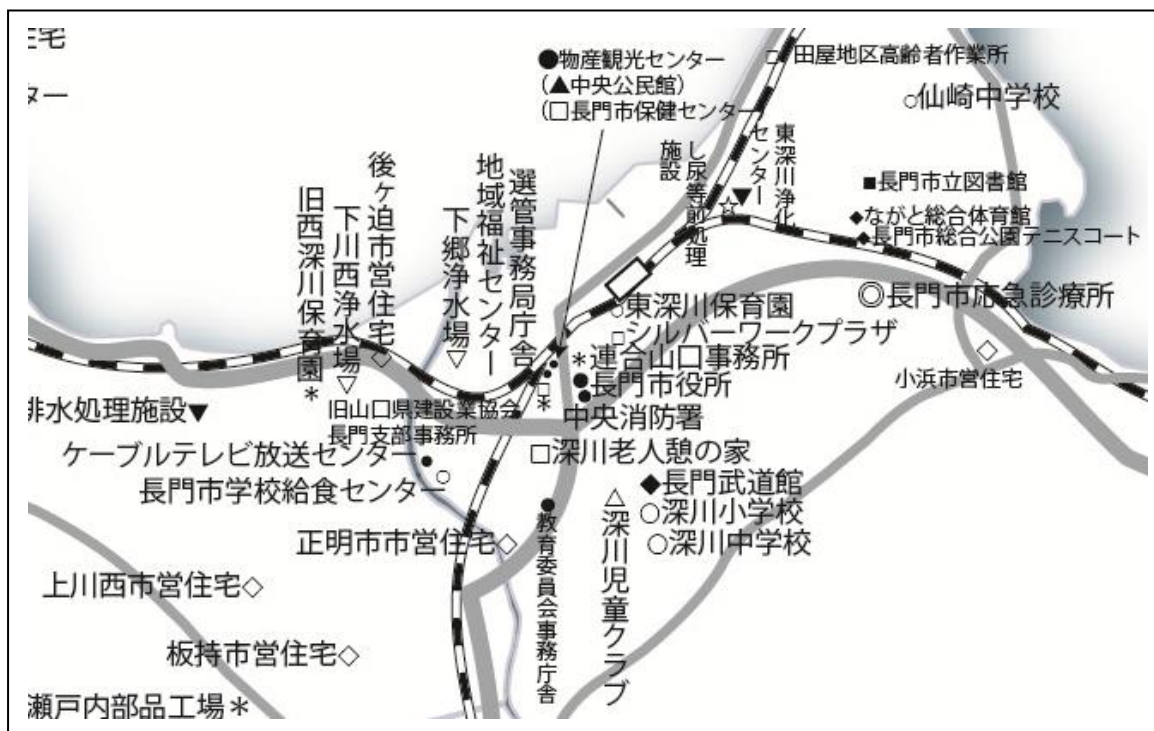 住宅
ター
●物産観光センター
(▲中央公民館)
(□長門市保健センター)
□田屋地区高齢者作業所
○仙崎中学校
東深川浄化
センター
し尿等前処理
施設
■長門市立図書館
◆ながと総合体育館
◆長門市総合公園テニスコート
◎長門市応急診療所
小浜市営住宅◇
選管事務局庁舎
地域福祉センター
下郷浄水場▽
後ヶ迫市営住宅◇
下川西浄水場▽
旧西深川保育園*
○東深川保育園
□シルバーワークプラザ
*連合山口事務所
●長門市役所
中央消防署
排水処理施設▼
旧山口県建設業協会
長門支部事務所
ケーブルテレビ放送センター
長門市学校給食センター
□深川老人憩の家
◆長門武道館
○深川小学校
○深川中学校
△深川児童クラブ
●教育委員会事務庁舎
正明市市営住宅◇
上川西市営住宅◇
板持市営住宅◇
瀬戸内部品工場*